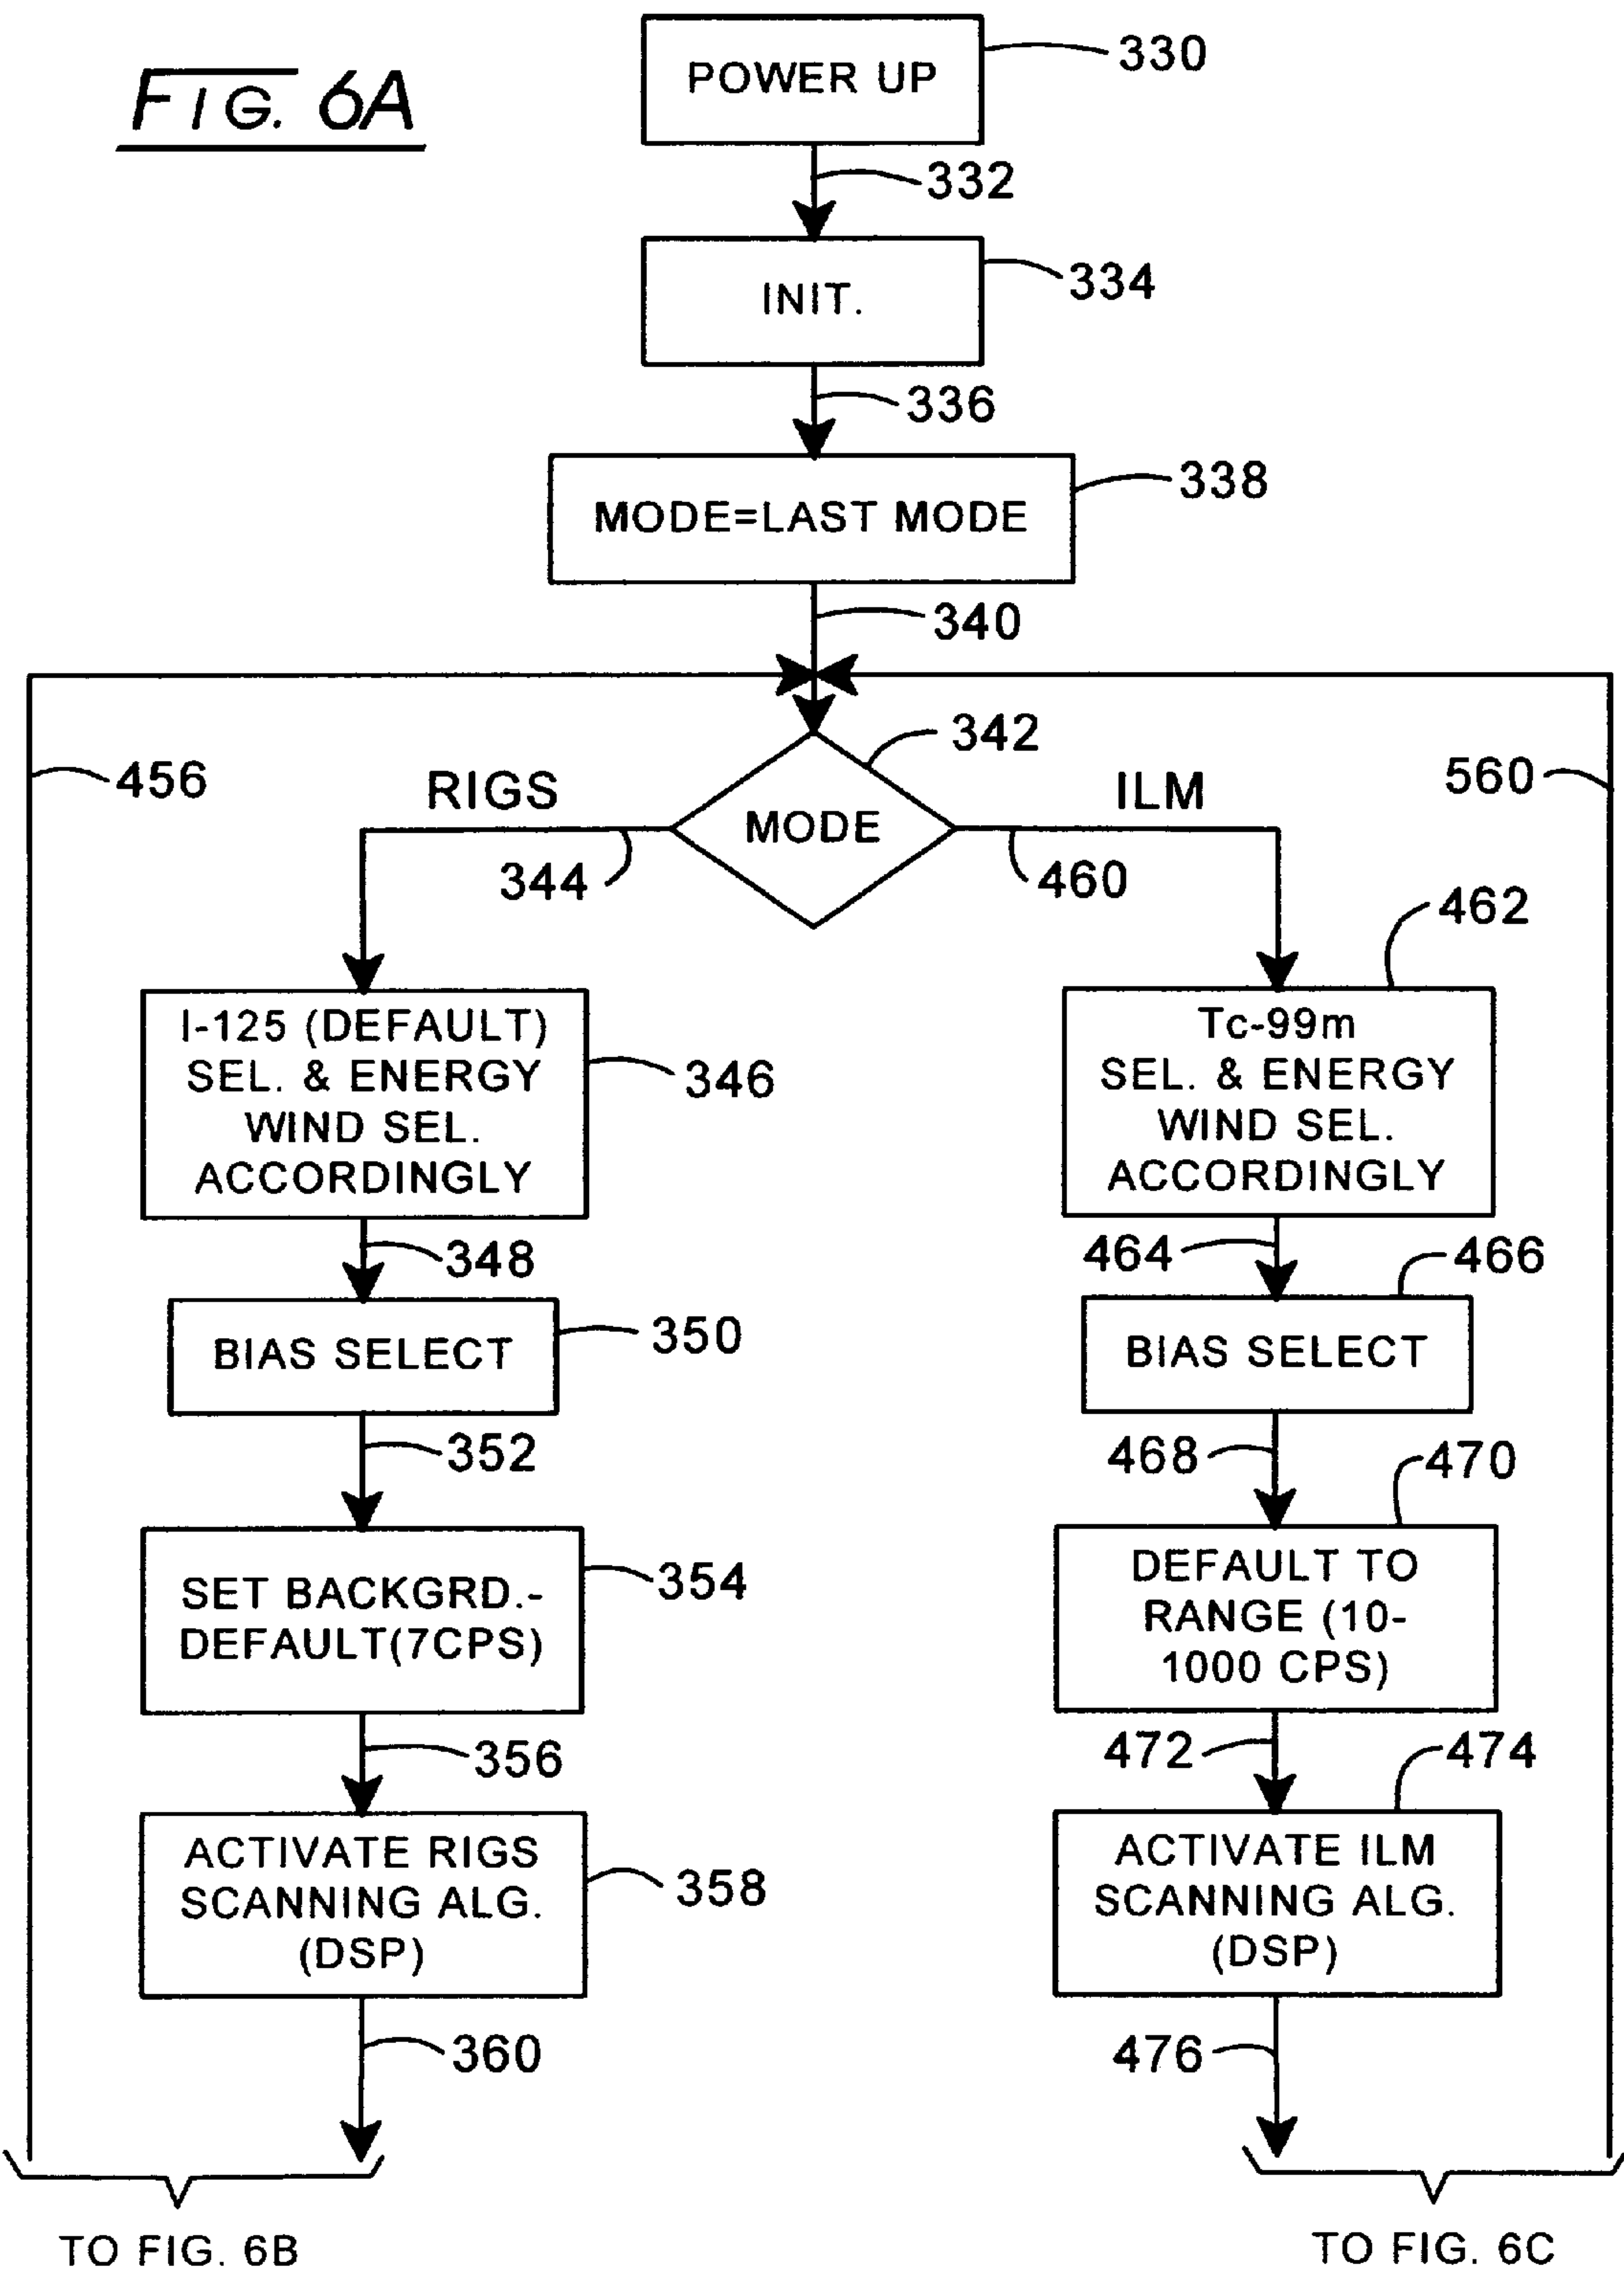 FIG. 6A
POWER UP
330
332
INIT.
334
336
MODE=LAST MODE
338
340
342
MODE
RIGS
ILM
456
560
344
460
I-125 (DEFAULT)
SEL. & ENERGY
WIND SEL.
ACCORDINGLY
346
348
BIAS SELECT
350
352
SET BACKGRD.-
DEFAULT(7CPS)
354
356
ACTIVATE RIGS
SCANNING ALG.
(DSP)
358
360
TO FIG. 6B
462
Tc-99m
SEL. & ENERGY
WIND SEL.
ACCORDINGLY
464
466
BIAS SELECT
468
470
DEFAULT TO
RANGE (10-
1000 CPS)
472
474
ACTIVATE ILM
SCANNING ALG.
(DSP)
476
TO FIG. 6C